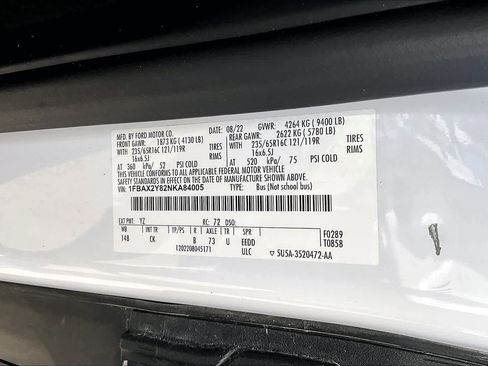 MFD. BY FORD MOTOR CO. DATE: 08/22 GVWR: 4264 KG ( 9400 LB)
FRONT GAWR: 1873 KG ( 4130 LB) REAR GAWR: 2622 KG ( 5780 LB)
WITH 235/65R16C 121/119R TIRES WITH 235/65R16C 121/119R TIRES
16x6.5J RIMS 16x6.5J RIMS
AT 360 kPa/ 52 PSI COLD AT 520 kPa/ 75 PSI COLD
THIS VEHICLE CONFORMS TO ALL APPLICABLE FEDERAL MOTOR VEHICLE SAFETY
STANDARDS IN EFFECT ON THE DATE OF MANUFACTURE SHOWN ABOVE.
VIN: 1FBAX2Y82NKA84005 TYPE: Bus (Not school bus)
EXT PNT: YZ RC: 72 DSO:
WB INT TR TP/PS R AXLE TR SPR
148 CK B 73 U EEDD F0289
1202208045171 ULC T0858
▽ 5U5A-3520472-AA